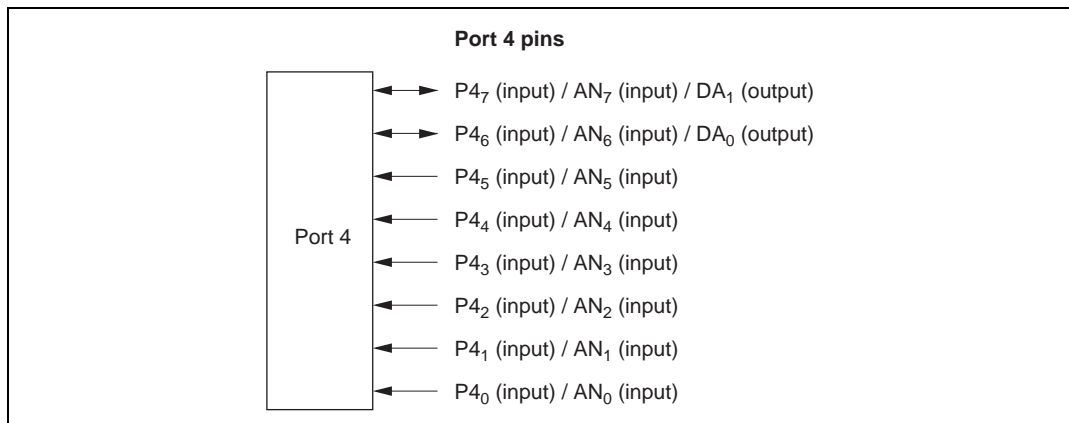 Port 4 pins
P4₇ (input) / AN₇ (input) / DA₁ (output)
P4₆ (input) / AN₆ (input) / DA₀ (output)
P4₅ (input) / AN₅ (input)
P4₄ (input) / AN₄ (input)
Port 4
P4₃ (input) / AN₃ (input)
P4₂ (input) / AN₂ (input)
P4₁ (input) / AN₁ (input)
P4₀ (input) / AN₀ (input)